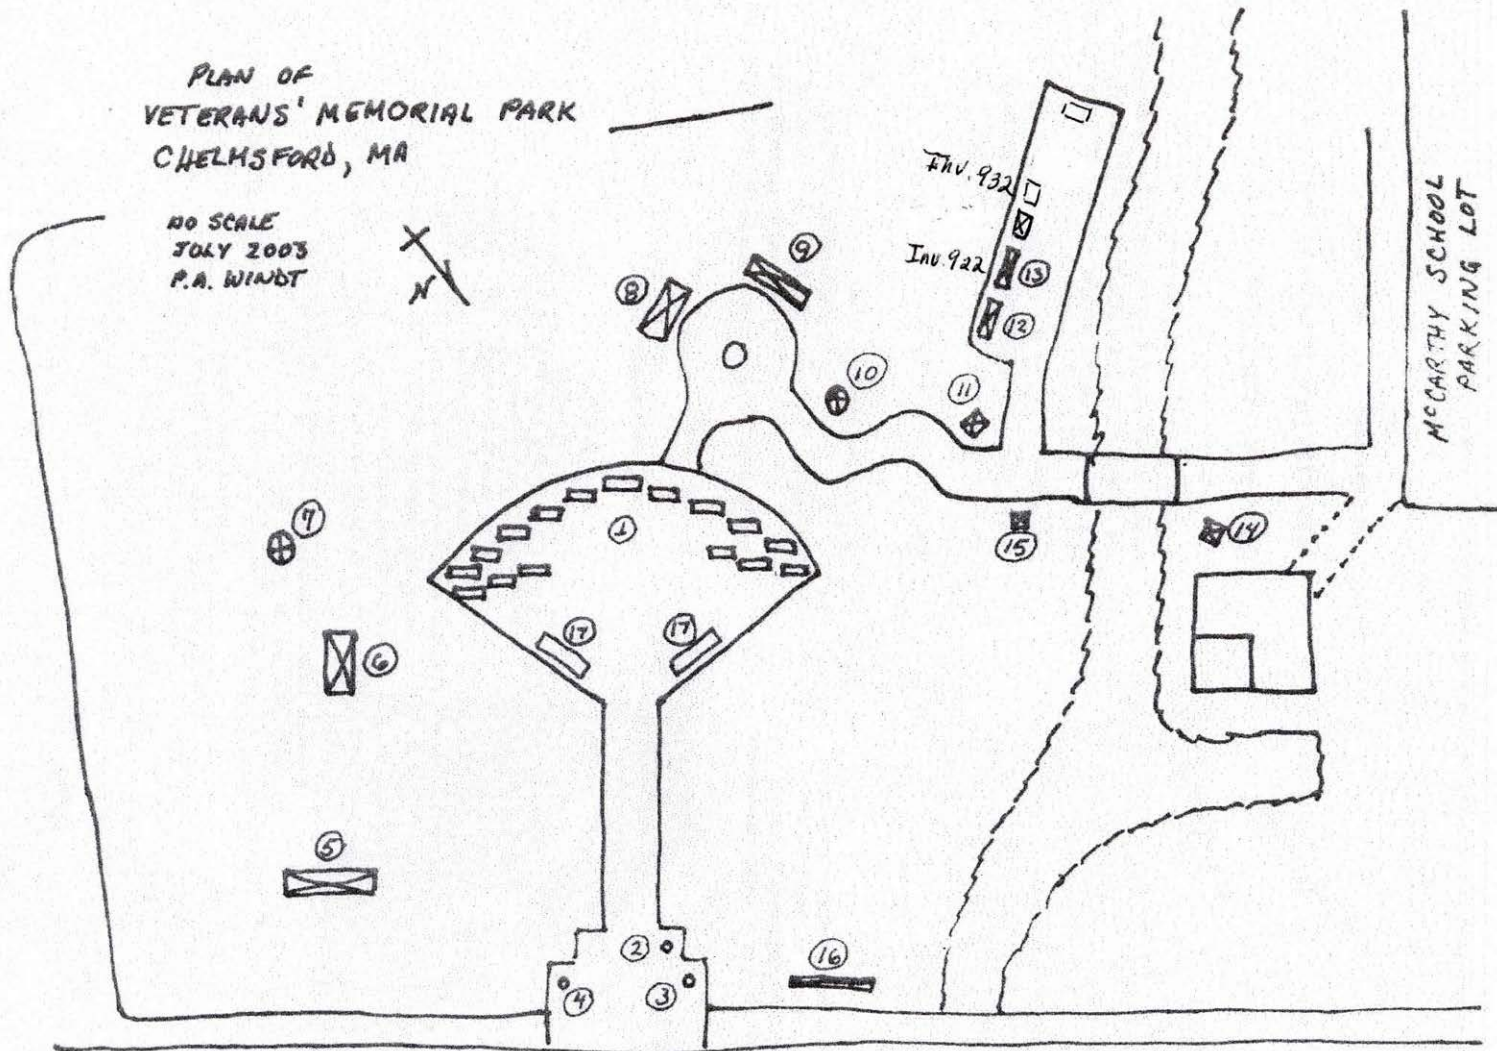 PLAN OF
VETERANS' MEMORIAL PARK
CHELMSFORD, MA
NO SCALE
JULY 2003
P.A. WINDT
N
Inv. 932
Inv. 922
McCARTHY SCHOOL
PARKING LOT
9
8
13
12
10
11
7
1
15
14
17
17
6
5
2
16
4
3